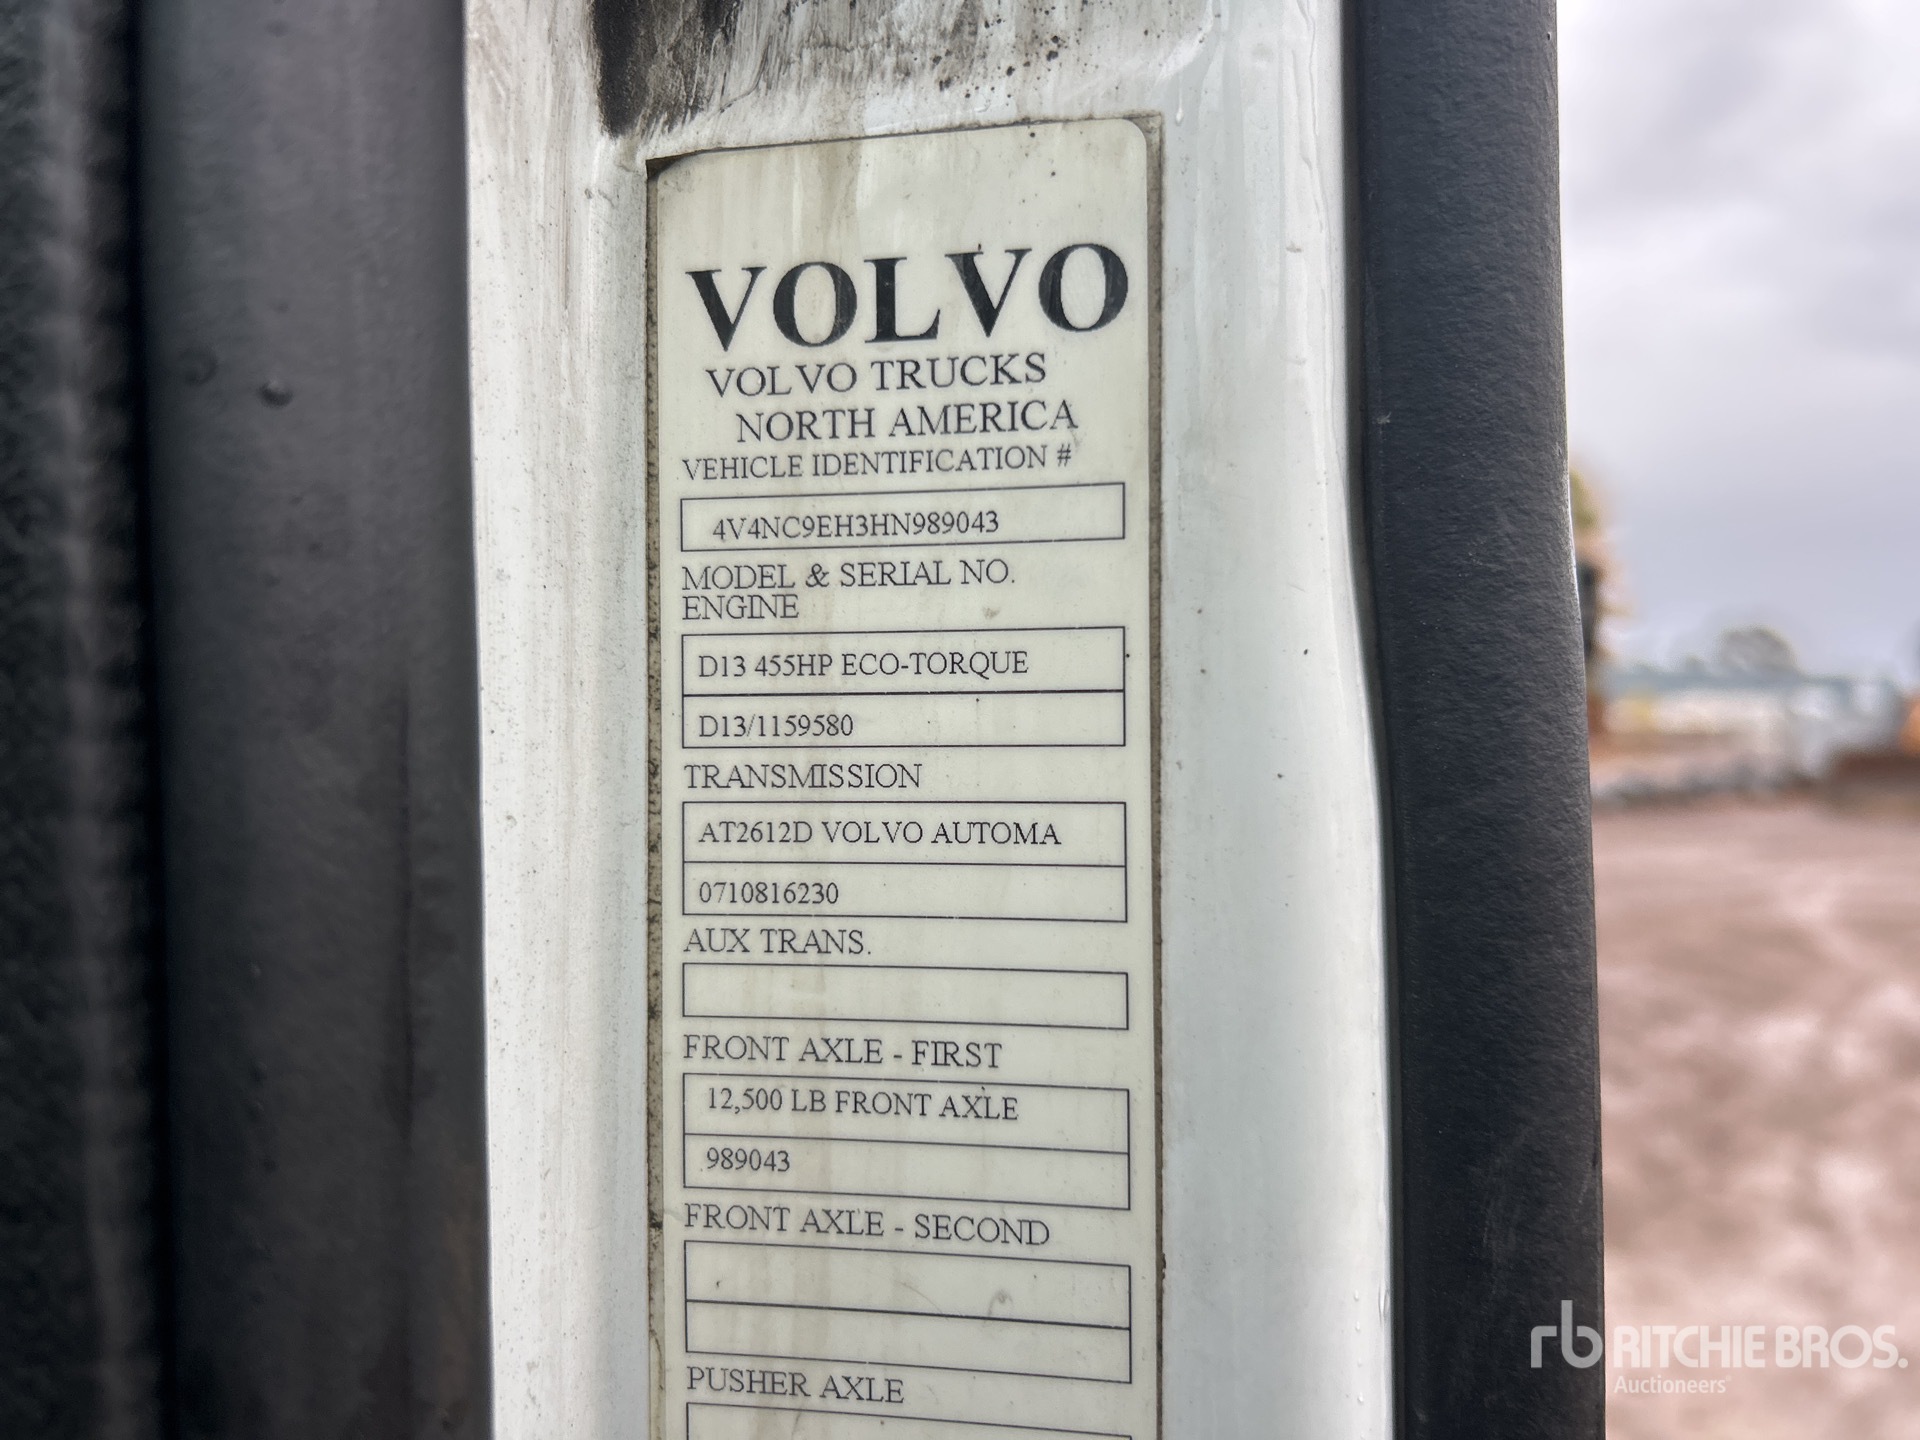 VOLVO
VOLVO TRUCKS
NORTH AMERICA
VEHICLE IDENTIFICATION #
4V4NC9EH3HN989043
MODEL & SERIAL NO.
ENGINE
D13 455HP ECO-TORQUE
D13/1159580
TRANSMISSION
AT2612D VOLVO AUTOMA
0710816230
AUX TRANS.
FRONT AXLE - FIRST
12,500 LB FRONT AXLE
989043
FRONT AXLE - SECOND
PUSHER AXLE
rb RITCHIE BROS.
Auctioneers